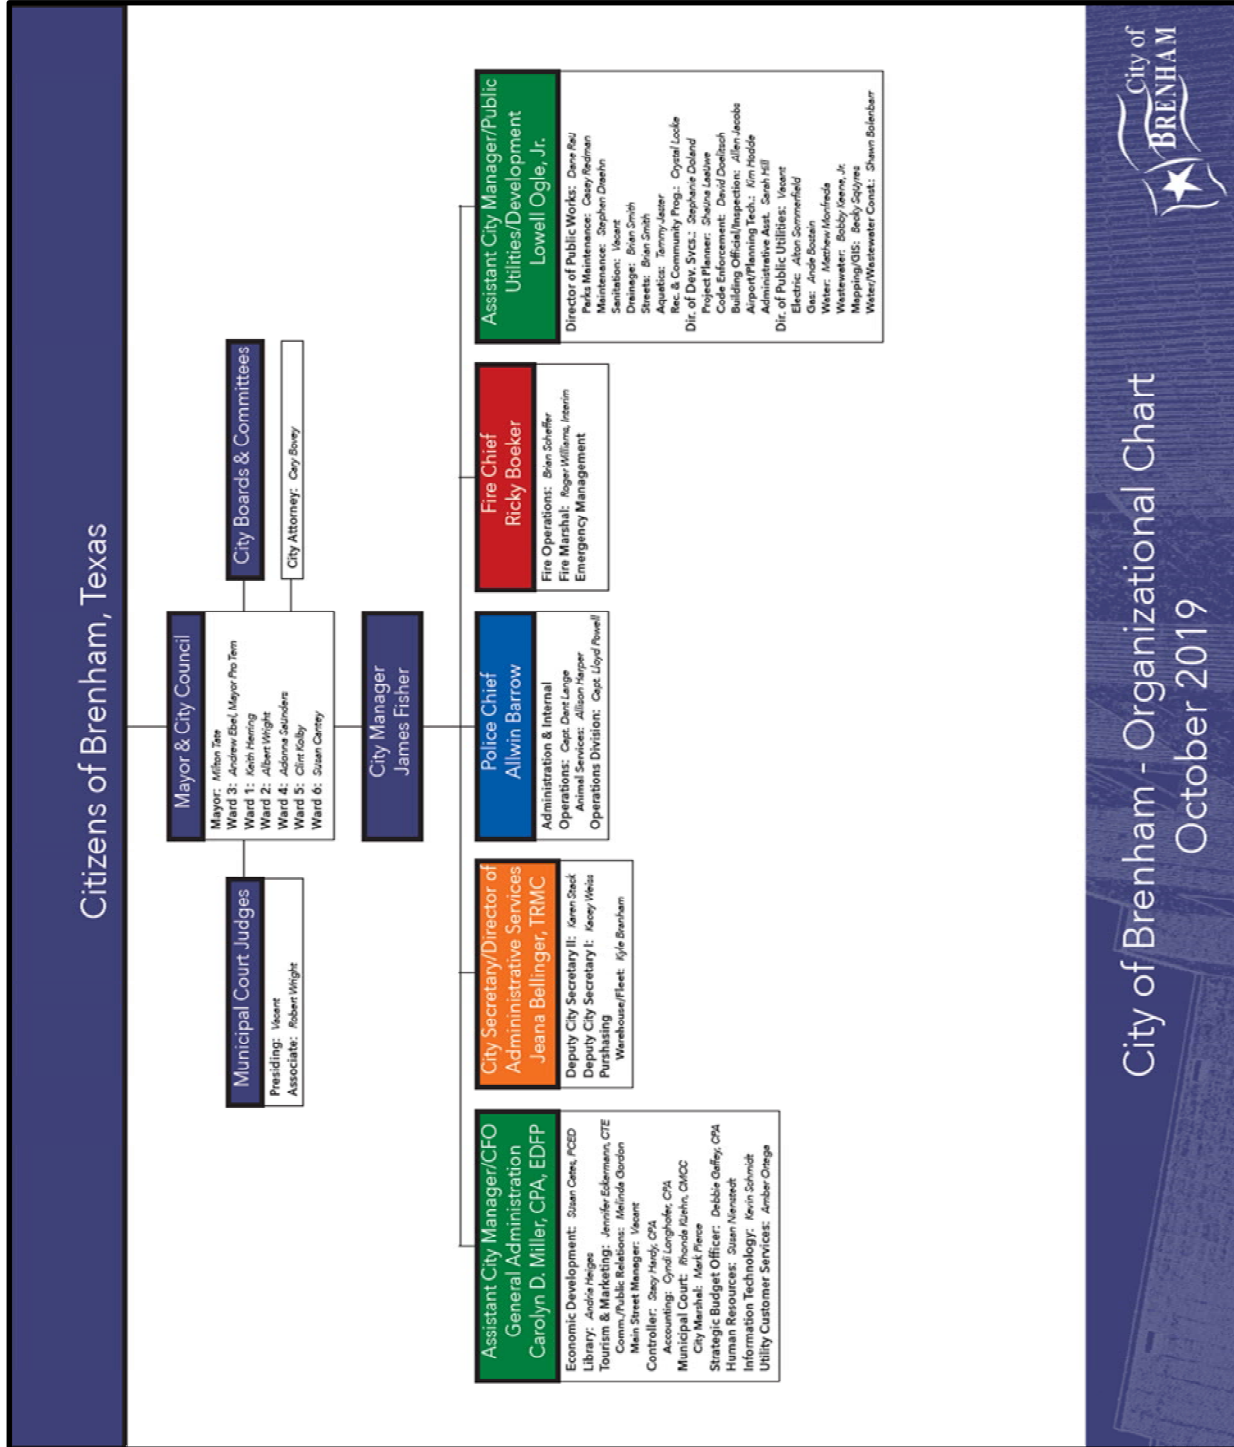 Citizens of Brenham, Texas
Mayor & City Council
Mayor: Milton Tate
Ward 3: Andrew Ebel, Mayor Pro Tem
Ward 1: Keith Herring
Ward 2: Albert Wright
Ward 4: Adonna Saunders
Ward 5: Clint Kolby
Ward 6: Susan Cantey
Municipal Court Judges
Presiding: Vacant
Associate: Robert Wright
City Boards & Committees
City Attorney: Cary Bovey
City Manager
James Fisher
Assistant City Manager/CFO
General Administration
Carolyn D. Miller, CPA, EDFP
Economic Development: Susan Cates, PCED
Library: Andria Heiges
Tourism & Marketing: Jennifer Eckermann, CTE
Comm./Public Relations: Melinda Gordon
Main Street Manager: Vacant
Controller: Stacy Hardy, CPA
Accounting: Cyndi Longhofer, CPA
Municipal Court: Rhonda Kuehn, CMCC
City Marshal: Mark Pierce
Strategic Budget Officer: Debbie Gaffey, CPA
Human Resources: Susan Nienstedt
Information Technology: Kevin Schmidt
Utility Customer Services: Amber Ortega
City Secretary/Director of
Admininistrative Services
Jeana Bellinger, TRMC
Deputy City Secretary II: Karen Stack
Deputy City Secretary I: Kacey Weiss
Purshasing
Warehouse/Fleet: Kyle Branham
Police Chief
Allwin Barrow
Administration & Internal
Operations: Capt. Dant Lange
Animal Services: Allison Harper
Operations Division: Capt. Lloyd Powell
Fire Chief
Ricky Boeker
Fire Operations: Brian Scheffer
Fire Marshal: Roger Williams, Interim
Emergency Management
Assistant City Manager/Public
Utilities/Development
Lowell Ogle, Jr.
Director of Public Works: Dane Rau
Parks Maintenance: Casey Redman
Maintenance: Stephen Draehn
Sanitation: Vacant
Drainage: Brian Smith
Streets: Brian Smith
Aquatics: Tammy Jaster
Rec. & Community Prog.: Crystal Locke
Dir. of Dev. Svcs.: Stephanie Doland
Project Planner: Shauna Laauwe
Code Enforcement: David Doelitsch
Building Official/Inspection: Allen Jacobs
Airport/Planning Tech.: Kim Hodde
Administrative Asst. Sarah Hill
Dir. of Public Utilities: Vacant
Electric: Alton Sommerfield
Gas: Ande Bostain
Water: Matthew Monfreda
Wastewater: Bobby Keene, Jr.
Mapping/GIS: Becky Squyres
Water/Wastewater Const.: Shawn Bolenbarr
City of Brenham - Organizational Chart
October 2019
City of
BRENHAM